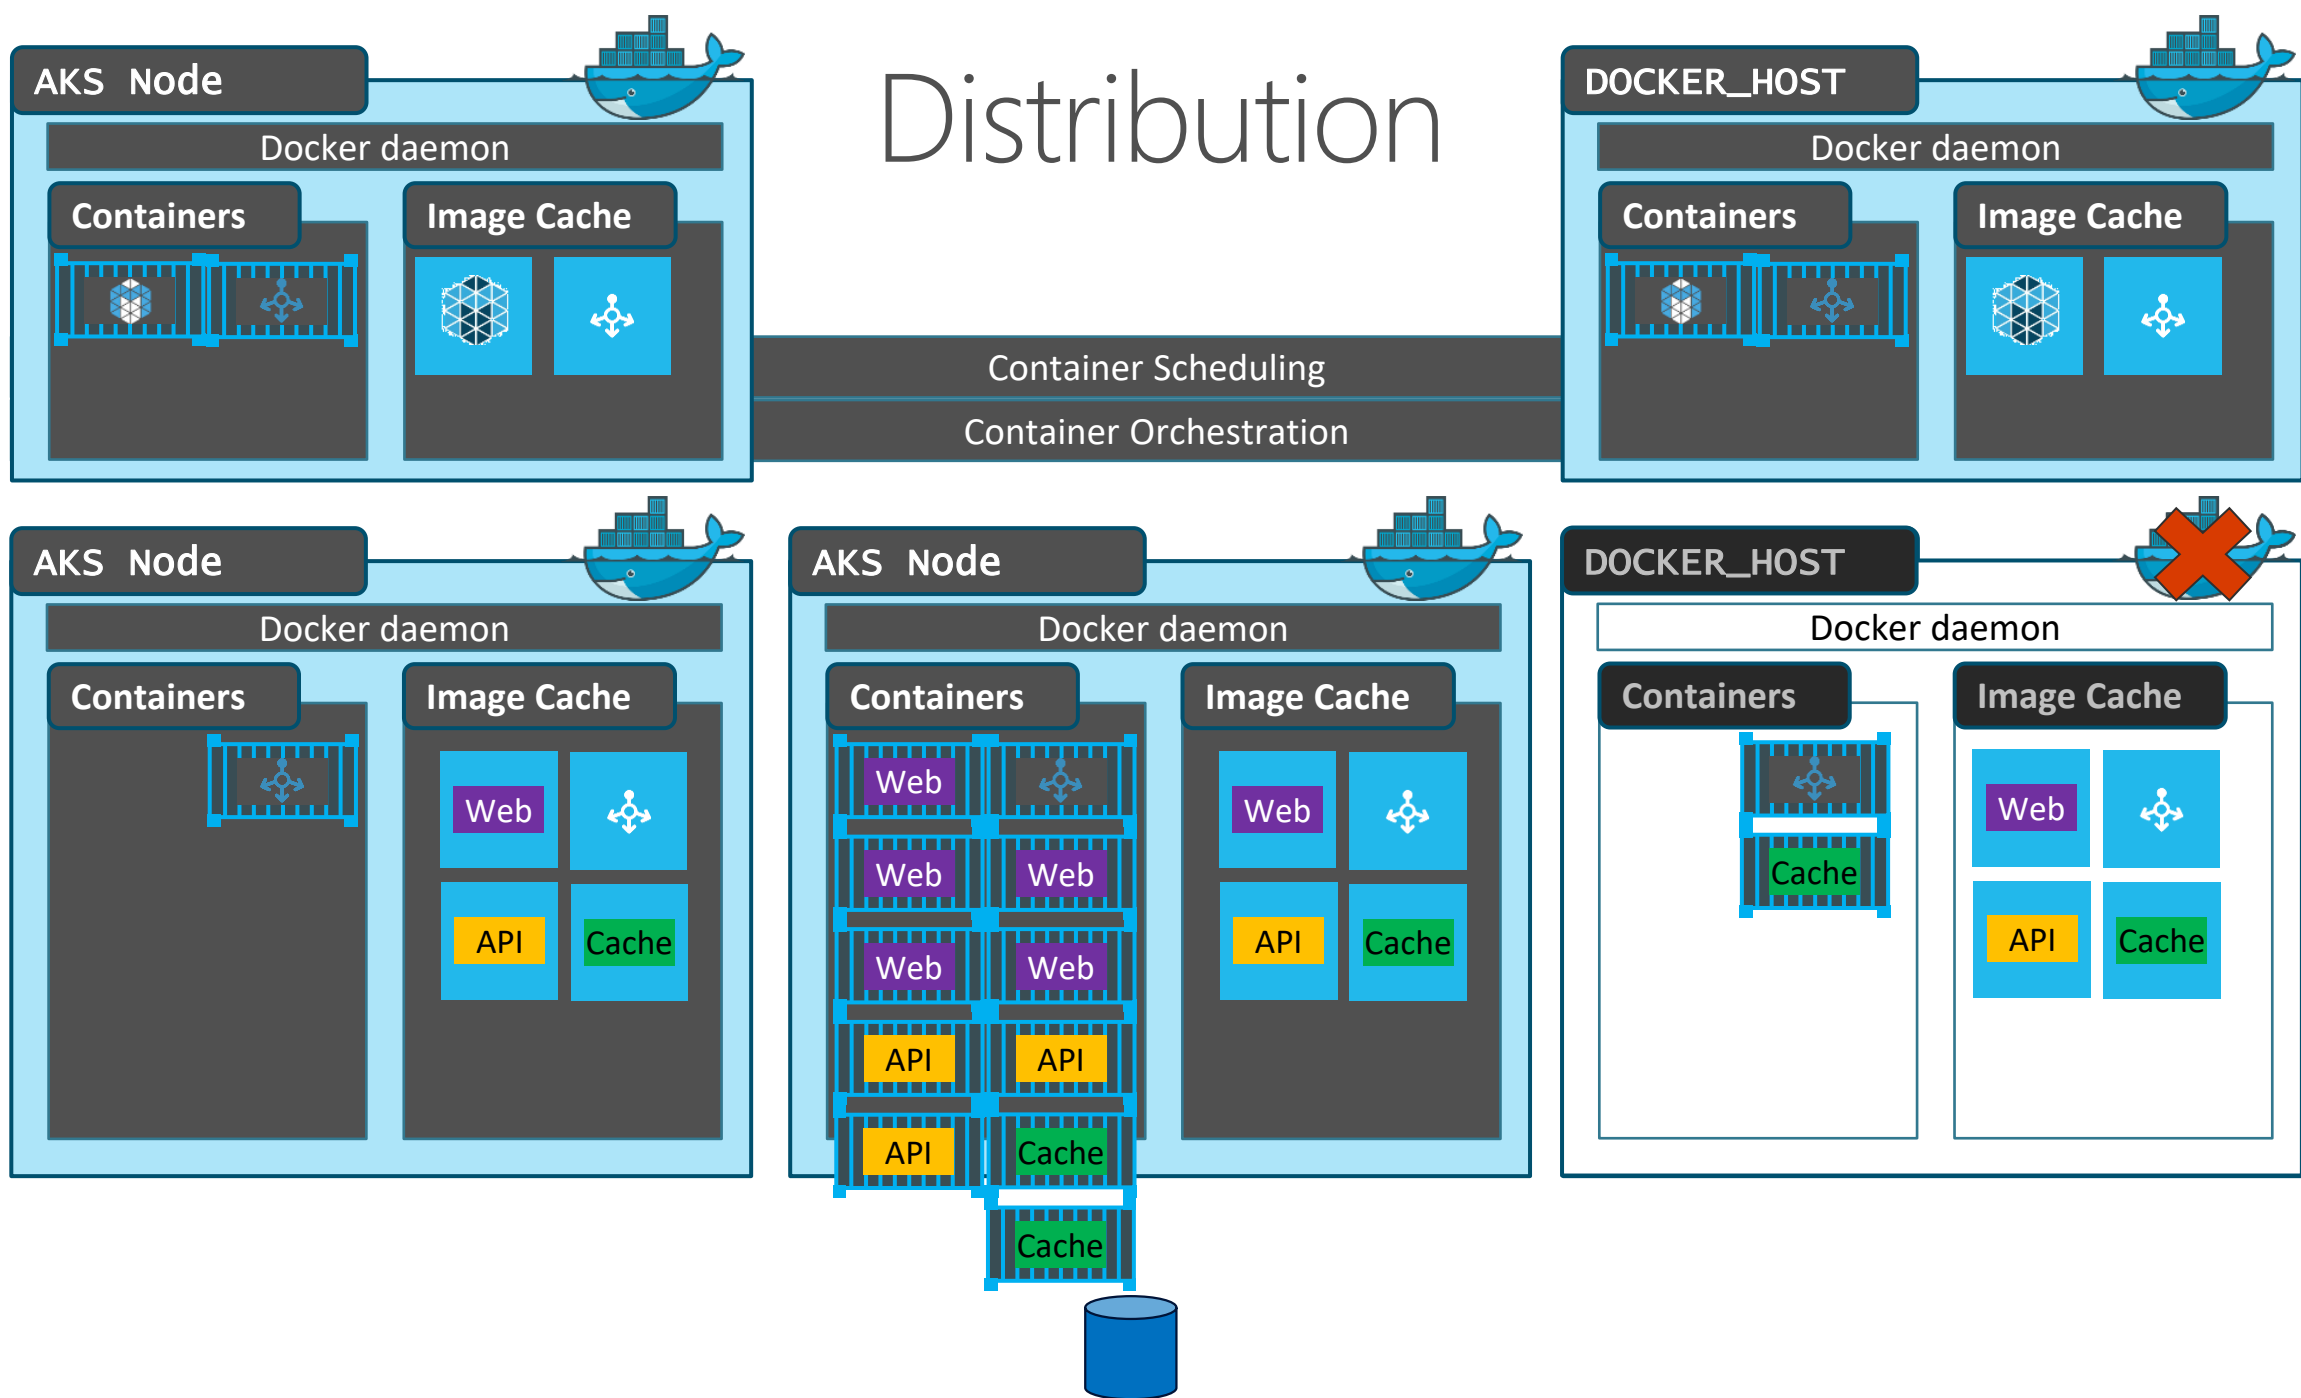 Distribution
AKS Node
Docker daemon
Containers
Image Cache
DOCKER_HOST
Docker daemon
Containers
Image Cache
Container Scheduling
Container Orchestration
AKS Node
Docker daemon
Containers
Image Cache
Web
API
Cache
AKS Node
Docker daemon
Containers
Image Cache
Web
Web
Web
Web
Web
API
API
API
Cache
Cache
Web
API
Cache
DOCKER_HOST
Docker daemon
Containers
Image Cache
Cache
Web
API
Cache